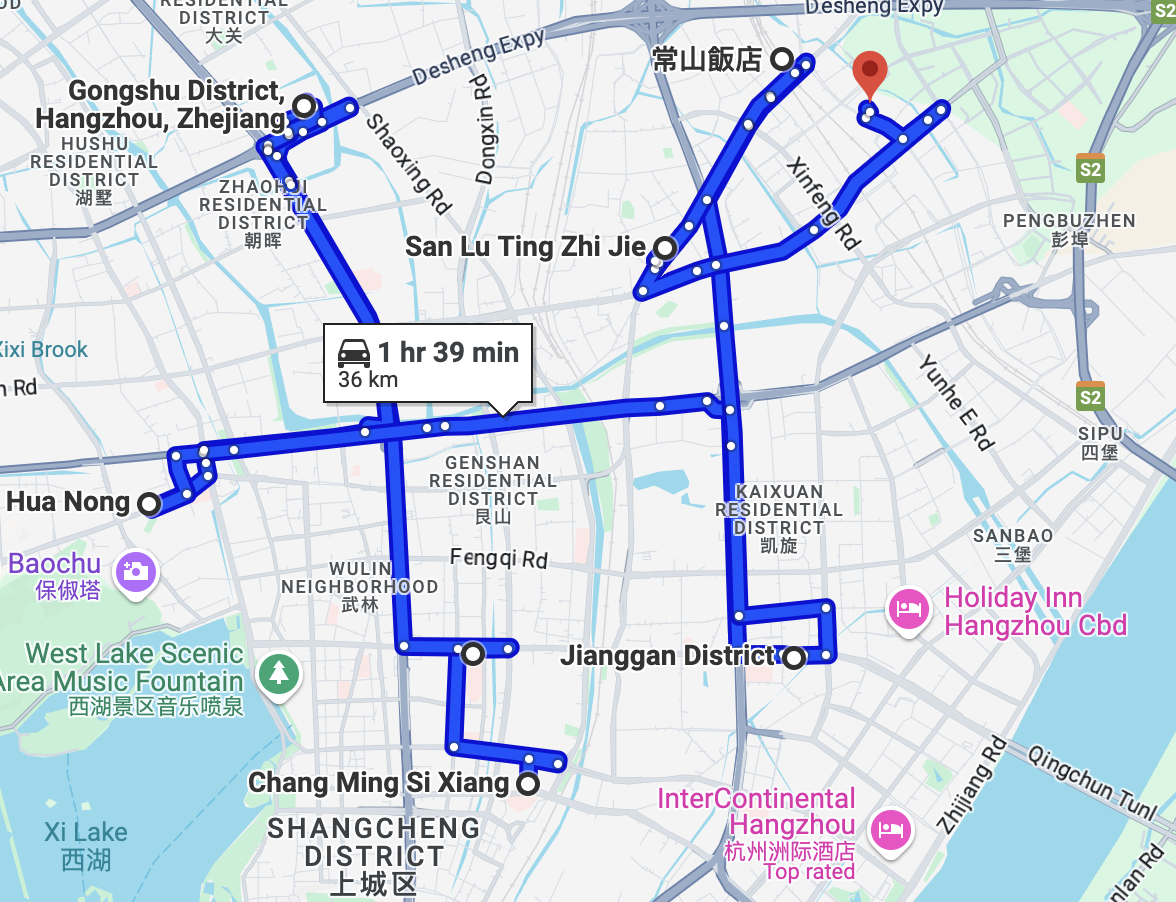 RESIDENTIAL
DISTRICT
大关
Desheng Expy
S2
Desheng Expy
常山飯店
Gongshu District,
Hangzhou, Zhejiang
Dongxin Rd
Shaoxing Rd
HUSHU
RESIDENTIAL
DISTRICT
湖墅
S2
Xinfeng Rd
ZHAOHUI
RESIDENTIAL
DISTRICT
朝晖
PENGBUZHEN
彭埠
San Lu Ting Zhi Jie
Xixi Brook
1 hr 39 min
36 km
Yunhe E Rd
S2
SIPU
四堡
GENSHAN
RESIDENTIAL
DISTRICT
艮山
Hua Nong
KAIXUAN
RESIDENTIAL
DISTRICT
凯旋
SANBAO
三堡
Fengqi Rd
Baochu
保俶塔
WULIN
NEIGHBORHOOD
武林
Holiday Inn
Hangzhou Cbd
West Lake Scenic
Area Music Fountain
西湖景区音乐喷泉
Jianggan District
Zhijiang Rd
Qingchun Tunl
Chang Ming Si Xiang
InterContinental
Hangzhou
杭州洲际酒店
Top rated
Xi Lake
西湖
SHANGCHENG
DISTRICT
上城区